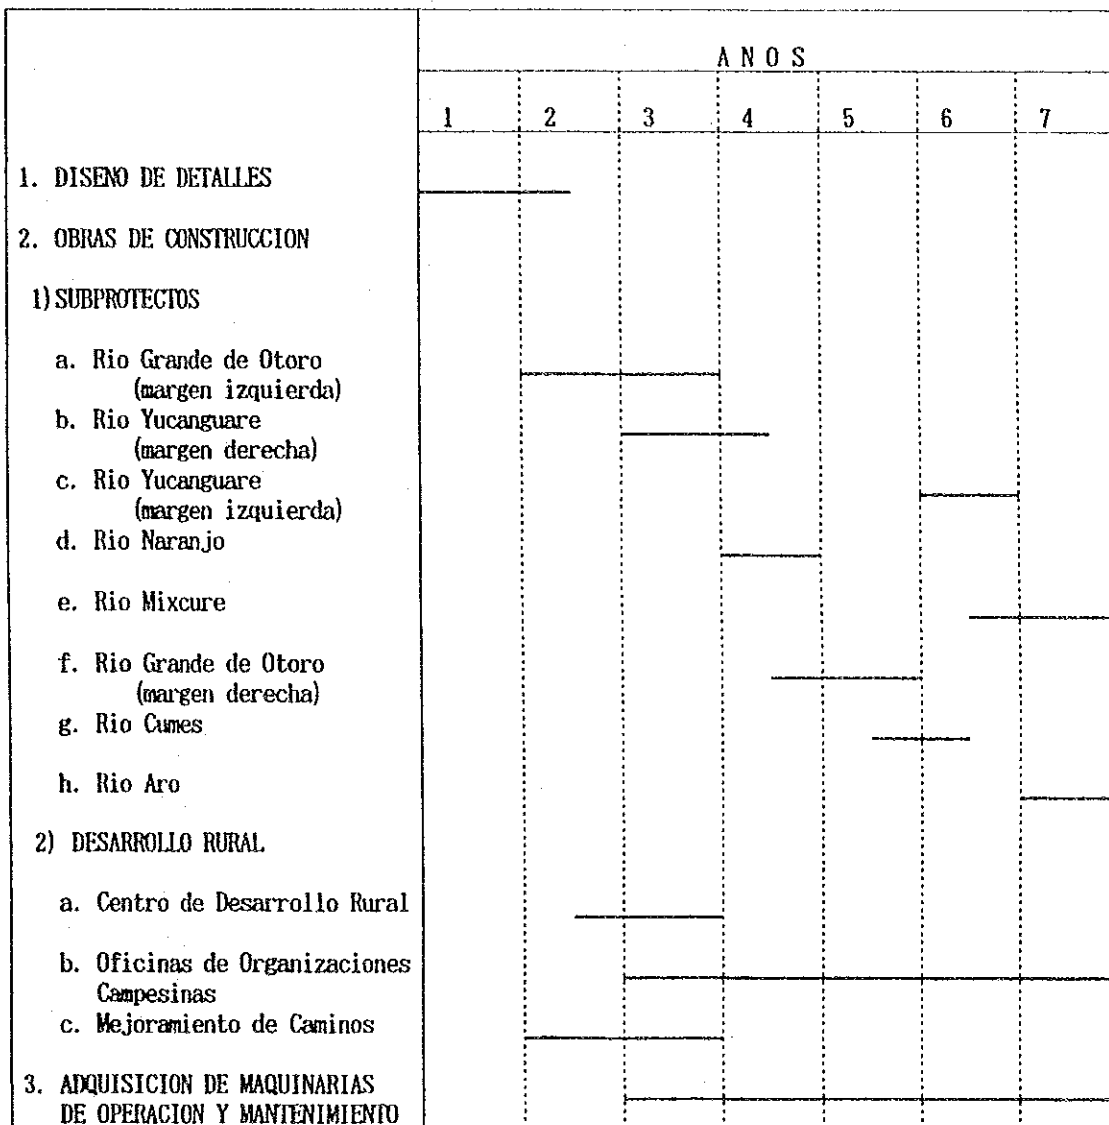 A N O S
1 2 3 4 5 6 7
1. DISENO DE DETALLES
2. OBRAS DE CONSTRUCCION
1) SUBPROTECTOS
a. Rio Grande de Otoro
(margen izquierda)
b. Rio Yucanguare
(margen derecha)
c. Rio Yucanguare
(margen izquierda)
d. Rio Naranjo
e. Rio Mixcure
f. Rio Grande de Otoro
(margen derecha)
g. Rio Cumes
h. Rio Aro
2) DESARROLLO RURAL
a. Centro de Desarrollo Rural
b. Oficinas de Organizaciones
Campesinas
c. Mejoramiento de Caminos
3. ADQUISICION DE MAQUINARIAS
DE OPERACION Y MANTENIMIENTO